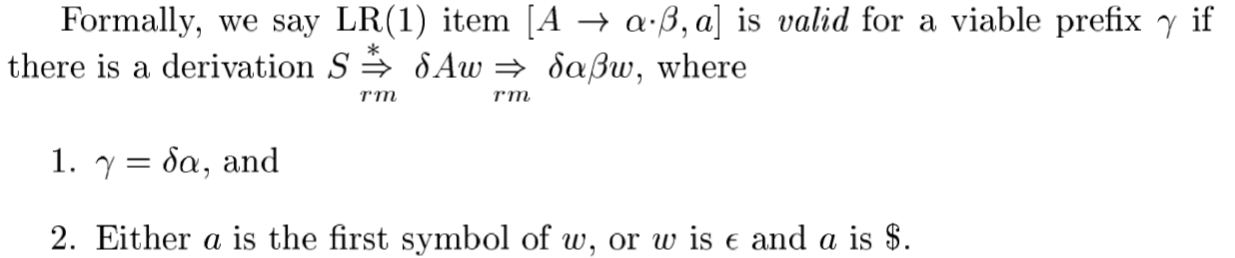 Formally, we say LR(1) item [A → α·β, a] is valid for a viable prefix γ if
there is a derivation S ⇒* rm δAw ⇒ rm δαβw, where
1. γ = δα, and
2. Either a is the first symbol of w, or w is ϵ and a is $.